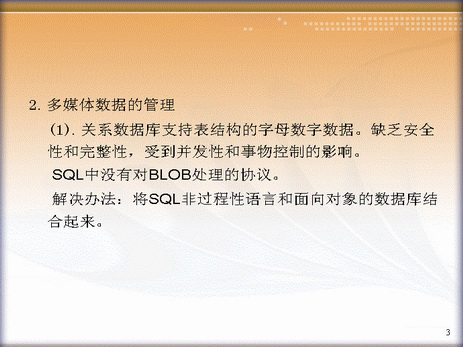 2. 多媒体数据的管理
(1). 关系数据库支持表结构的字母数字数据。缺乏安全
性和完整性，受到并发性和事物控制的影响。
SQL中没有对BLOB处理的协议。
解决办法：将SQL非过程性语言和面向对象的数据库结
合起来。
3